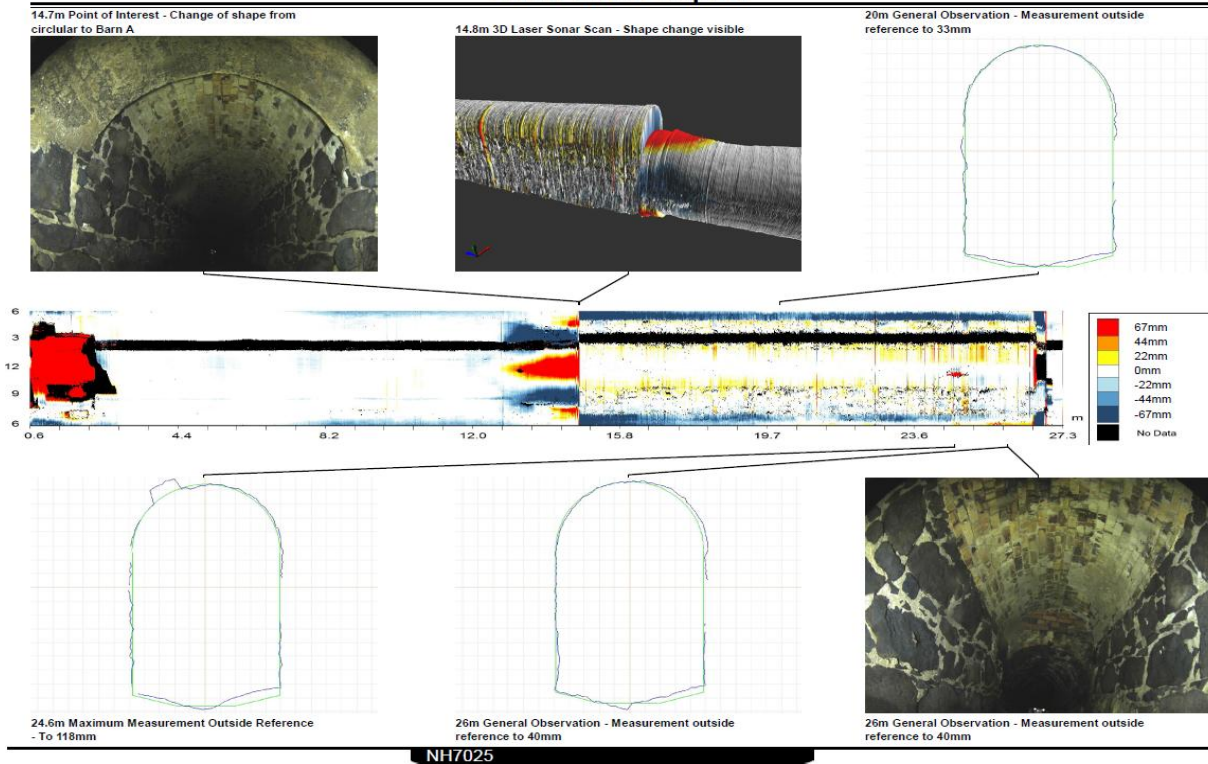 14.7m Point of Interest - Change of shape from
circlular to Barn A
14.8m 3D Laser Sonar Scan - Shape change visible
20m General Observation - Measurement outside
reference to 33mm
6
3
12
9
6
0.6 4.4 8.2 12.0 15.8 19.7 23.6 27.3
m
67mm
44mm
22mm
0mm
-22mm
-44mm
-67mm
No Data
24.6m Maximum Measurement Outside Reference
- To 118mm
26m General Observation - Measurement outside
reference to 40mm
26m General Observation - Measurement outside
reference to 40mm
NH7025